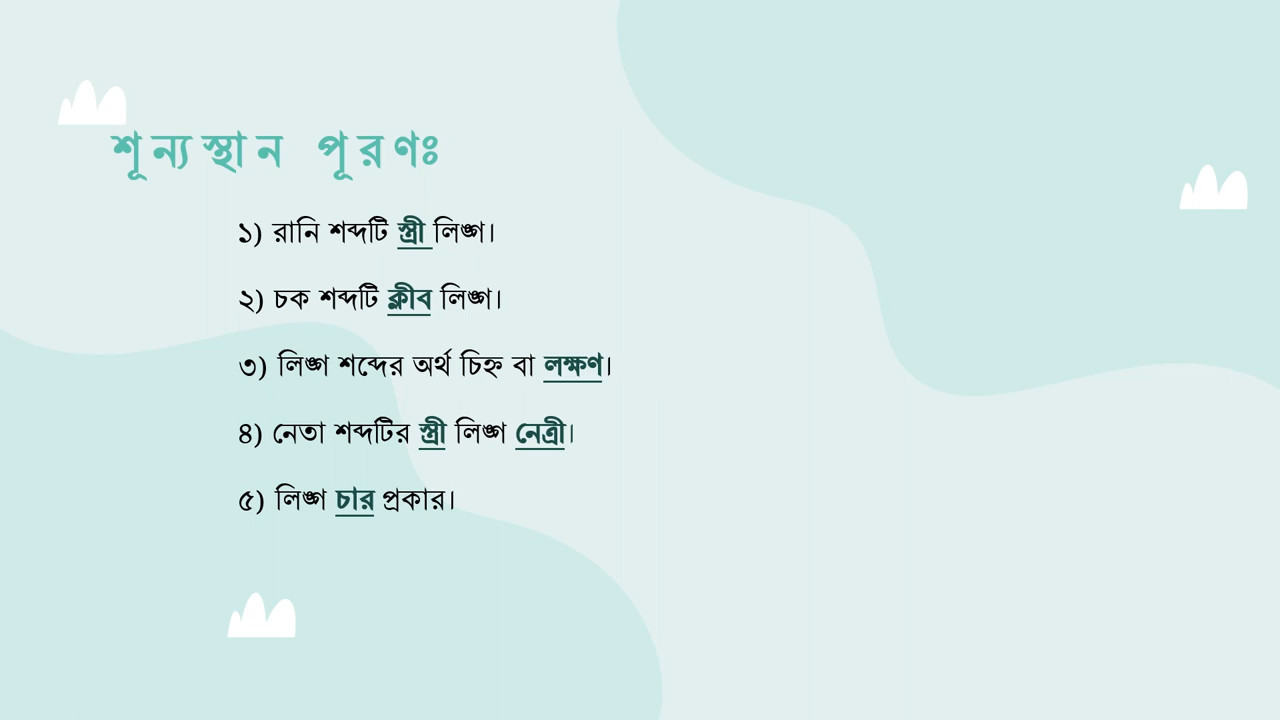 শূন্যস্থান পূরণঃ
১) রানি শব্দটি স্ত্রী লিঙ্গ।
২) চক শব্দটি ক্লীব লিঙ্গ।
৩) লিঙ্গ শব্দের অর্থ চিহ্ন বা লক্ষণ।
৪) নেতা শব্দটির স্ত্রী লিঙ্গ নেত্রী।
৫) লিঙ্গ চার প্রকার।